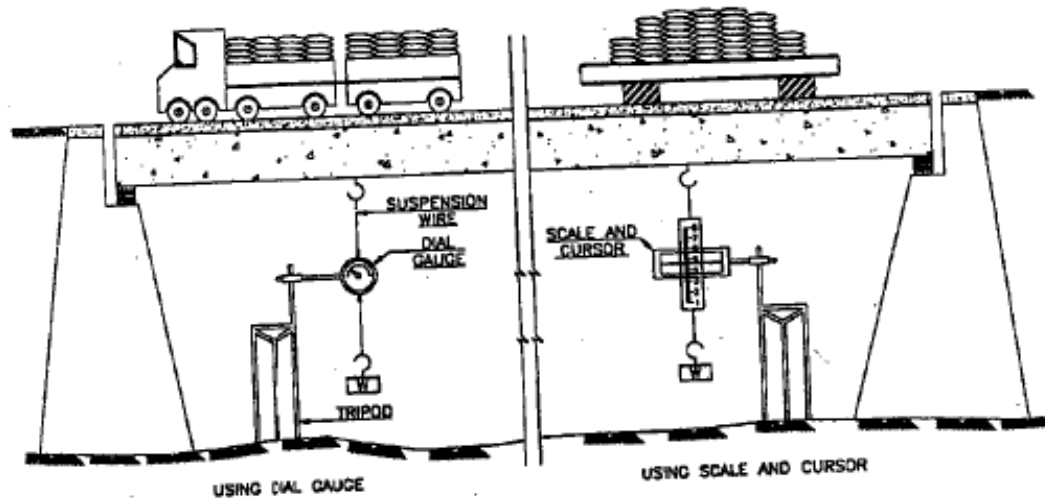 SUSPENSION
WIRE
DIAL
GAUGE
W
TRIPOD
USING DIAL GAUGE
SCALE AND
CURSOR
W
USING SCALE AND CURSOR